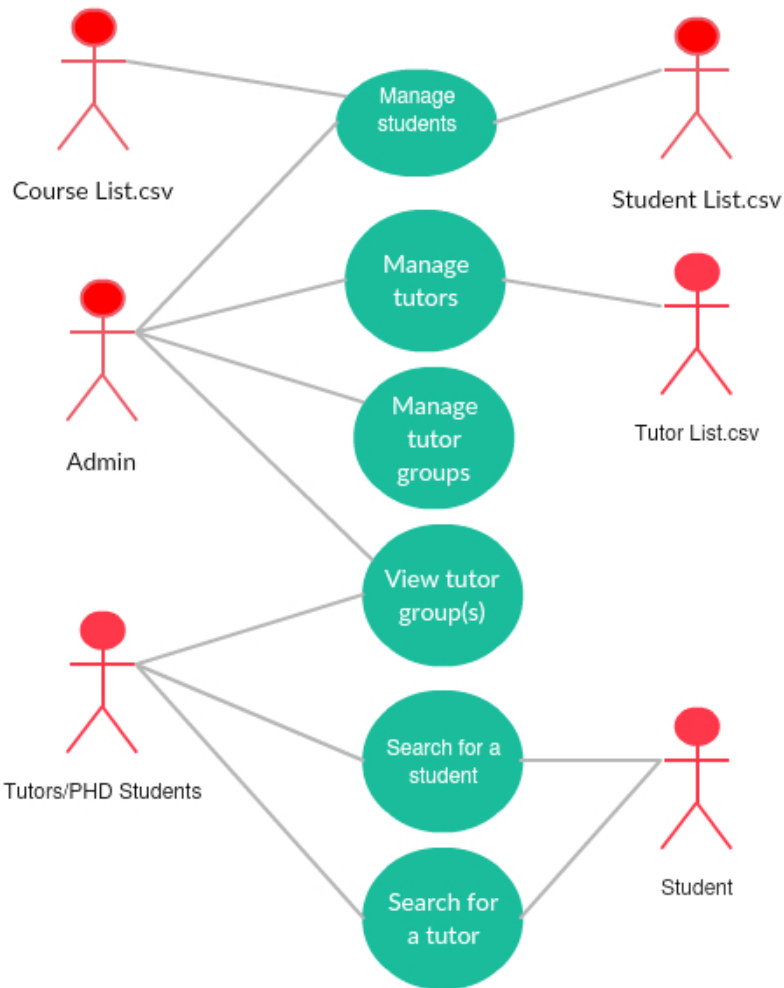 Manage
students
Course List.csv
Student List.csv
Manage
tutors
Manage
tutor
groups
Tutor List.csv
Admin
View tutor
group(s)
Search for a
student
Tutors/PHD Students
Student
Search for
a tutor